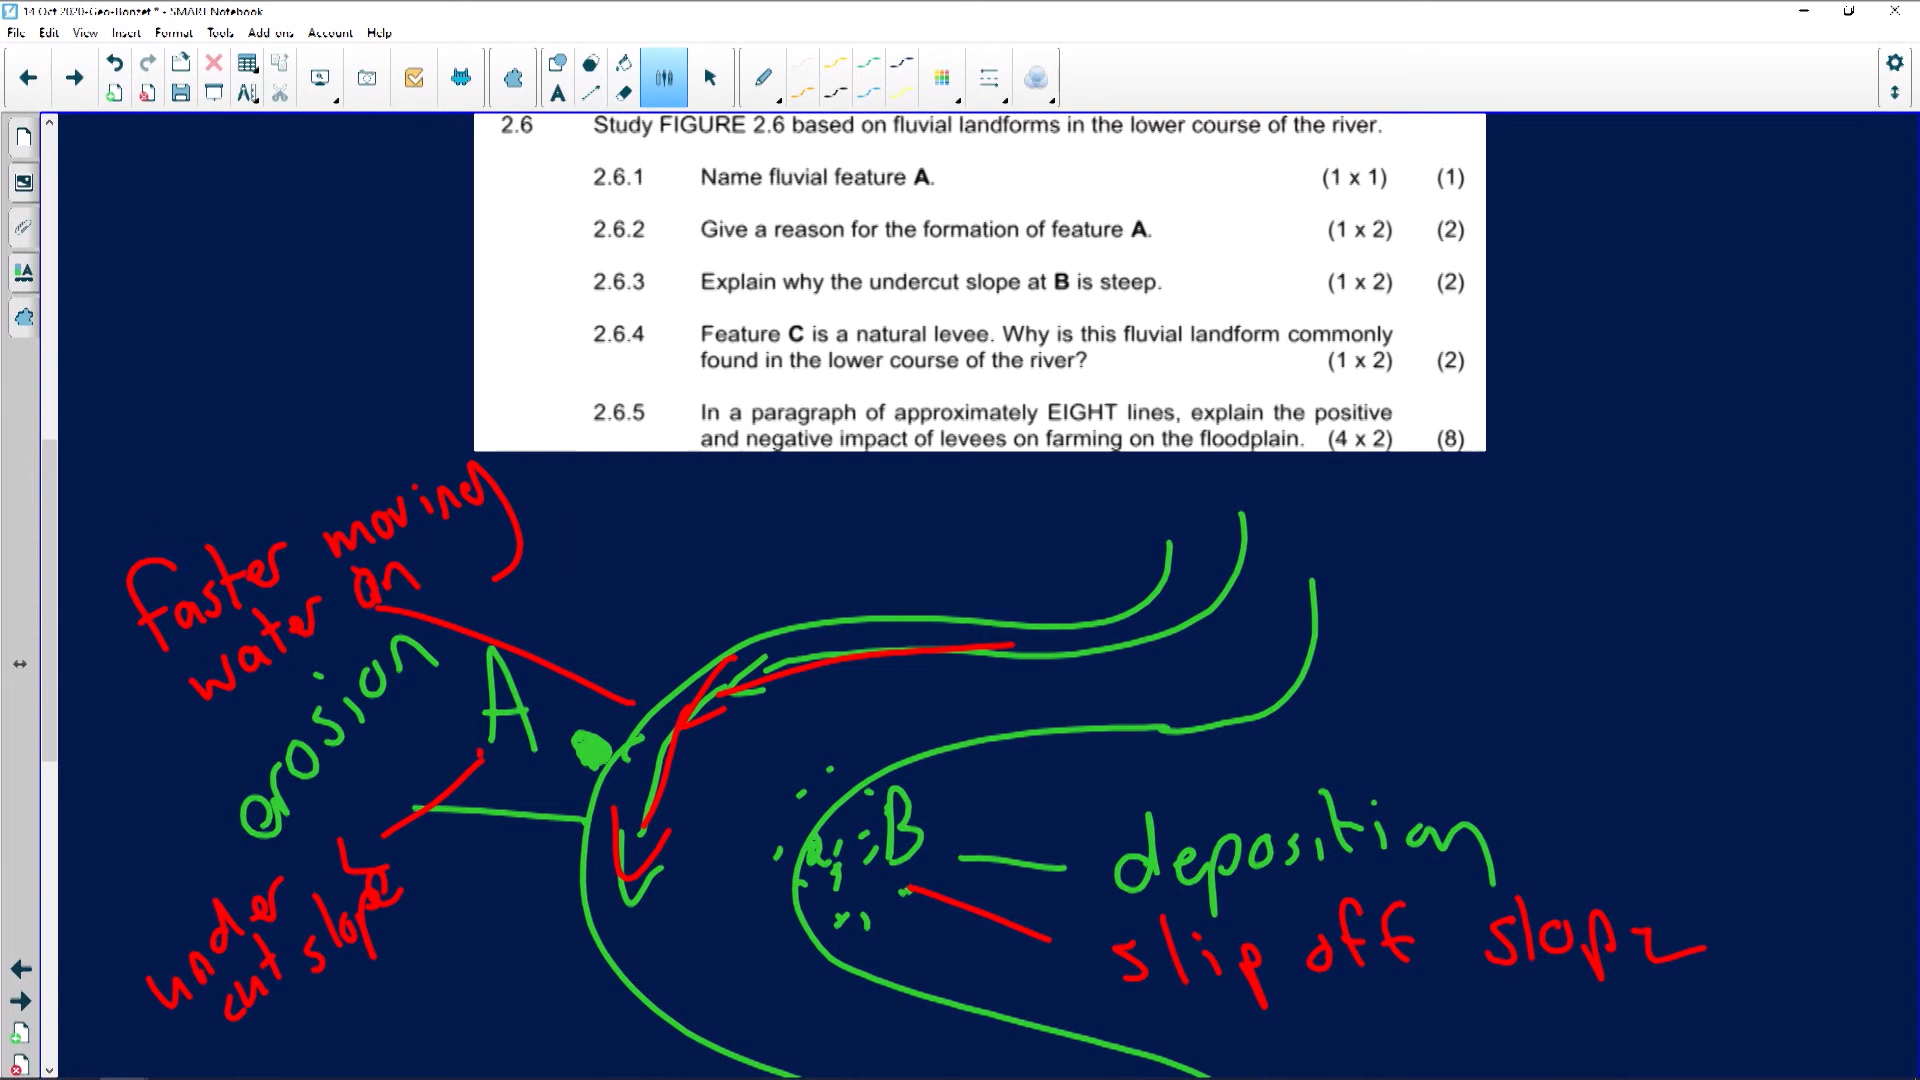 14 Oct 2020-Geo-Bonset * - SMART Notebook
File Edit View Insert Format Tools Add-ons Account Help
2.6 Study FIGURE 2.6 based on fluvial landforms in the lower course of the river.
2.6.1 Name fluvial feature A. (1 x 1) (1)
2.6.2 Give a reason for the formation of feature A. (1 x 2) (2)
2.6.3 Explain why the undercut slope at B is steep. (1 x 2) (2)
2.6.4 Feature C is a natural levee. Why is this fluvial landform commonly
found in the lower course of the river? (1 x 2) (2)
2.6.5 In a paragraph of approximately EIGHT lines, explain the positive
and negative impact of levees on farming on the floodplain. (4 x 2) (8)
faster moving
water on
erosion
A
B
deposition
under
cut slope
slip off slope